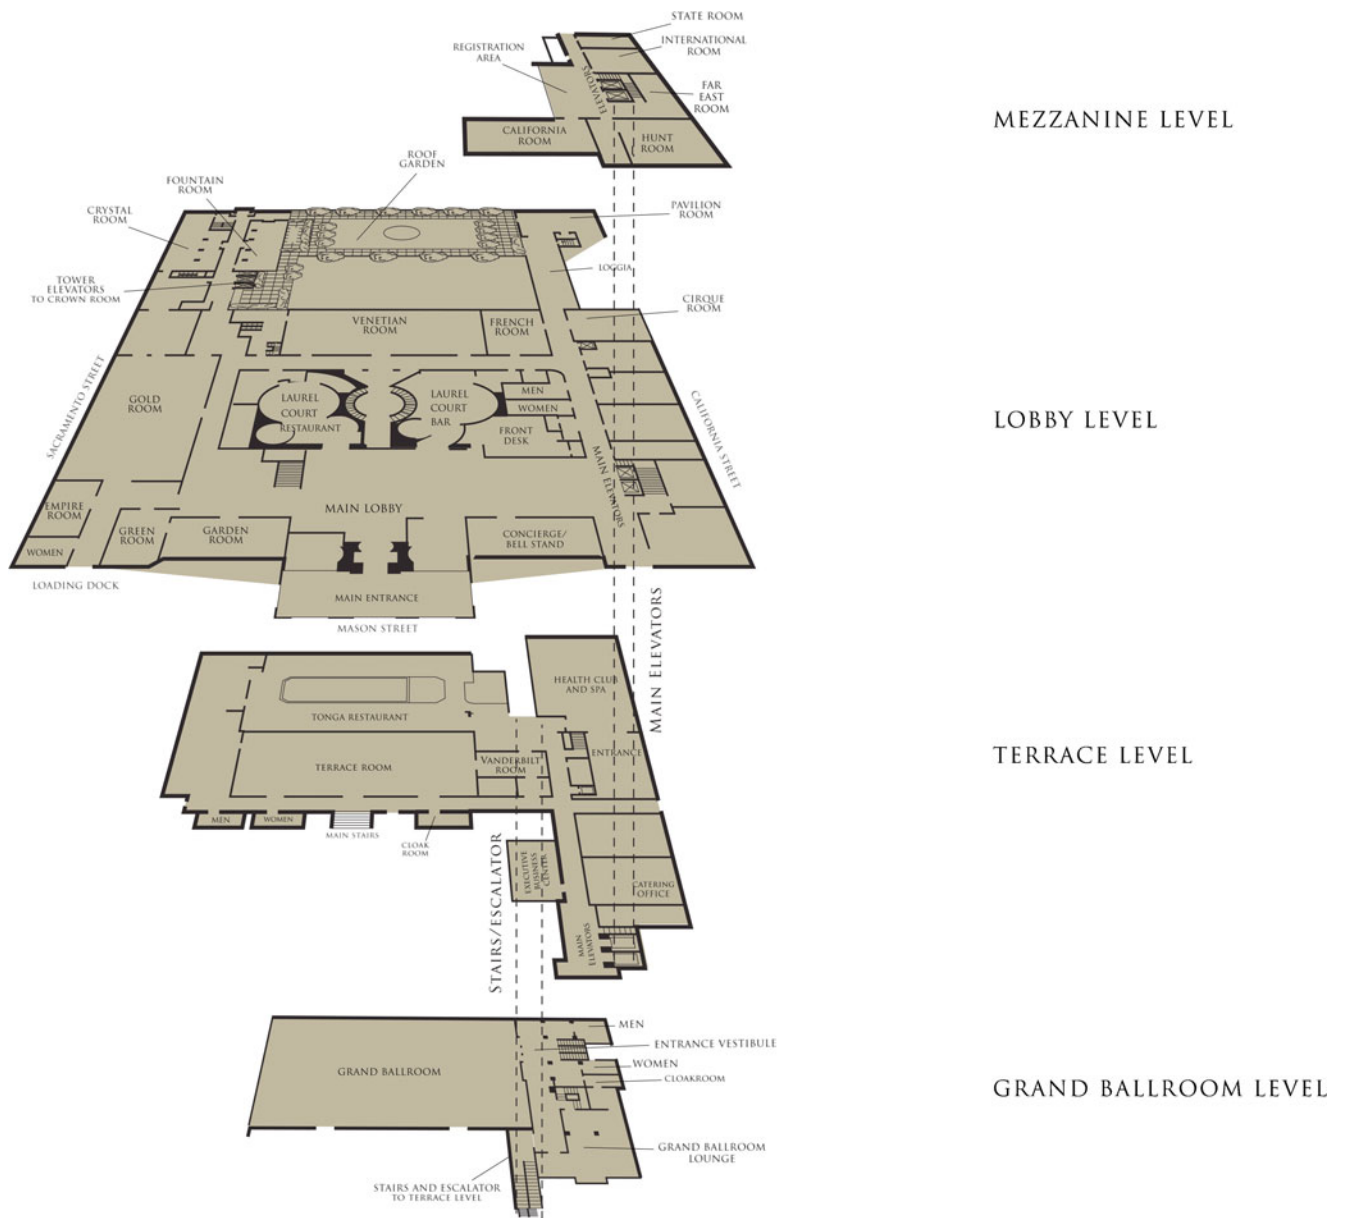 STATE ROOM
INTERNATIONAL
ROOM
REGISTRATION
AREA
ELEVATORS
FAR
EAST
ROOM
CALIFORNIA
ROOM
HUNT
ROOM
MEZZANINE LEVEL
ROOF
GARDEN
FOUNTAIN
ROOM
CRYSTAL
ROOM
PAVILION
ROOM
LOGGIA
TOWER
ELEVATORS
TO CROWN ROOM
CIRQUE
ROOM
VENETIAN
ROOM
FRENCH
ROOM
SACRAMENTO STREET
GOLD
ROOM
LAUREL
COURT
RESTAURANT
LAUREL
COURT
BAR
MEN
WOMEN
FRONT
DESK
CALIFORNIA STREET
LOBBY LEVEL
MAIN ELEVATORS
EMPIRE
ROOM
MAIN LOBBY
GREEN
ROOM
GARDEN
ROOM
CONCIERGE/
BELL STAND
WOMEN
LOADING DOCK
MAIN ENTRANCE
MASON STREET
MAIN ELEVATORS
HEALTH CLUB
AND SPA
TONGA RESTAURANT
ENTRANCE
TERRACE ROOM
VANDERBILT
ROOM
TERRACE LEVEL
MEN
WOMEN
MAIN STAIRS
CLOAK
ROOM
STAIRS/ESCALATOR
EXECUTIVE
BUSINESS
CENTER
CATERING
OFFICE
MAIN
ELEVATORS
MEN
ENTRANCE VESTIBULE
WOMEN
CLOAKROOM
GRAND BALLROOM
GRAND BALLROOM LEVEL
GRAND BALLROOM
LOUNGE
STAIRS AND ESCALATOR
TO TERRACE LEVEL